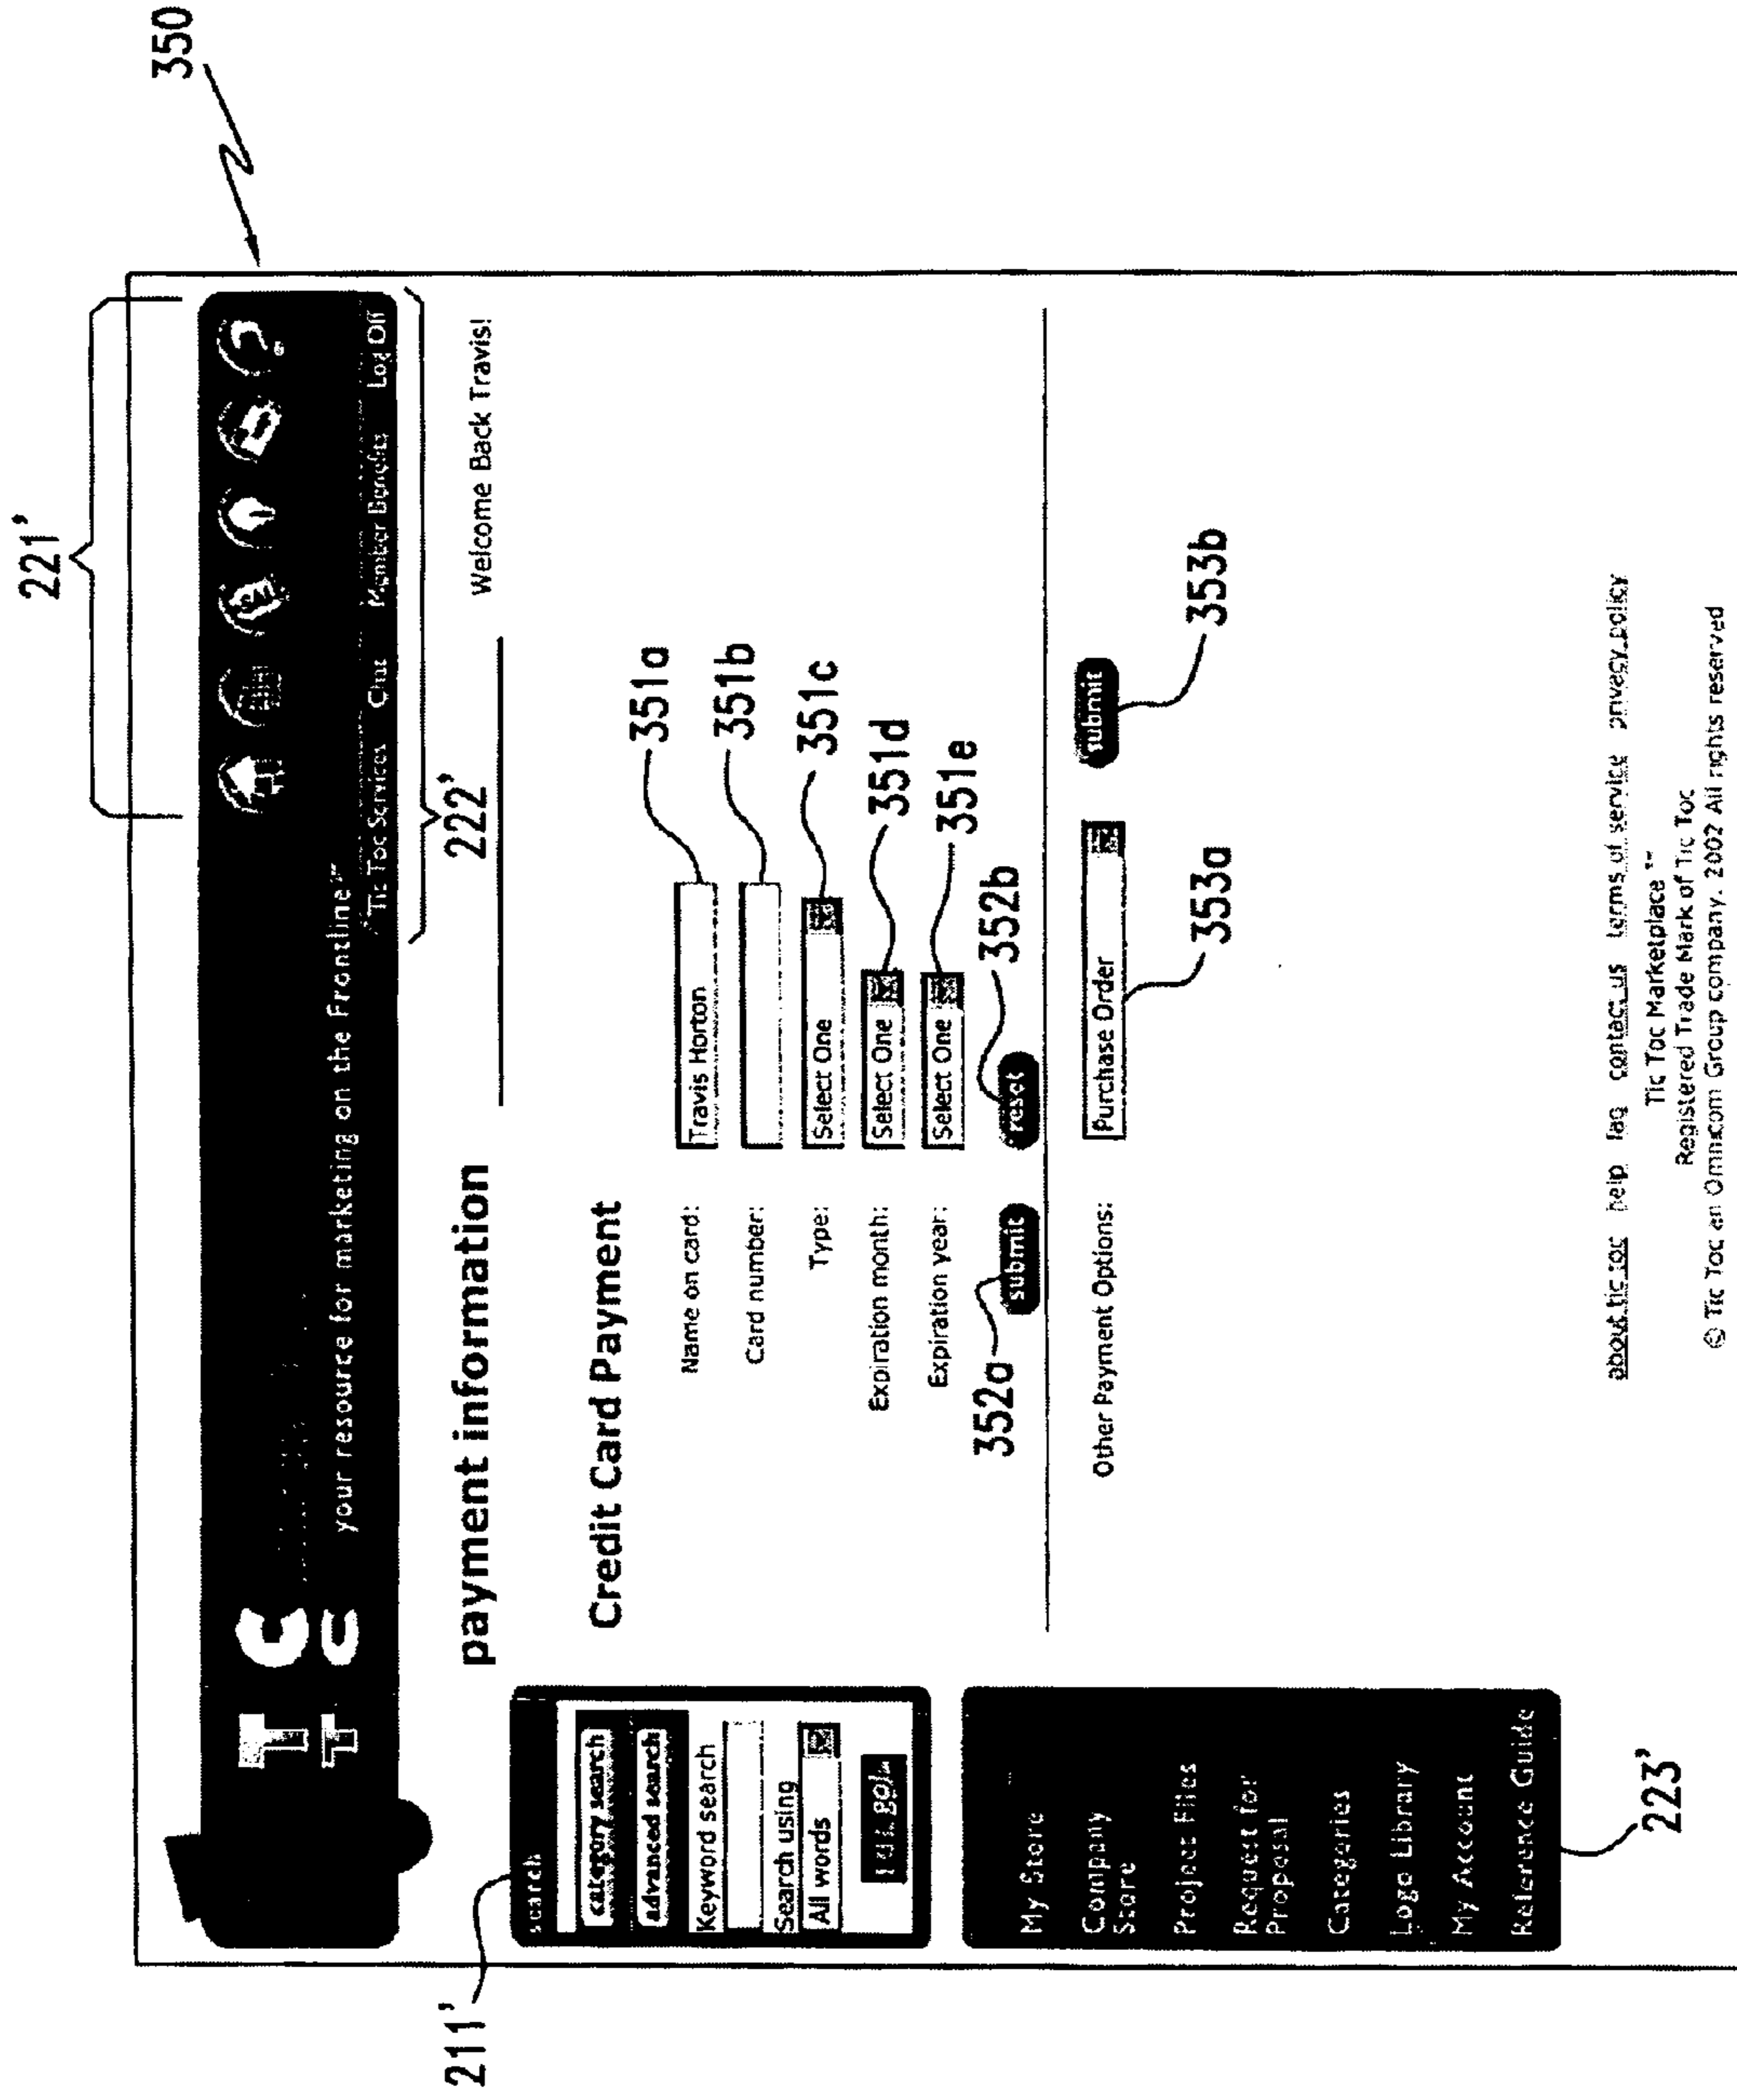 350
221'
your resource for marketing on the Frontline™
Tic Toc Services Chat Member Benefits Log Off
222'
payment information
Welcome Back Travis!
211'
search
category search
advanced search
Keyword search
Search using
All words
Credit Card Payment
Name on card: Travis Horton 351a
Card number: 351b
Type: Select One 351c
Expiration month: Select One 351d
Expiration year: Select One 351e
352a submit reset 352b
Other Payment Options: Purchase Order submit
353a 353b
My Store
Company
Store
Project Files
Request for
Proposal
Categories
Logo Library
My Account
Reference Guide
223'
about tic toc help faq contact us terms of service privacy policy
Tic Toc Marketplace™
Registered Trade Mark of Tic Toc
© Tic Toc an Omnicom Group company. 2002 All rights reserved